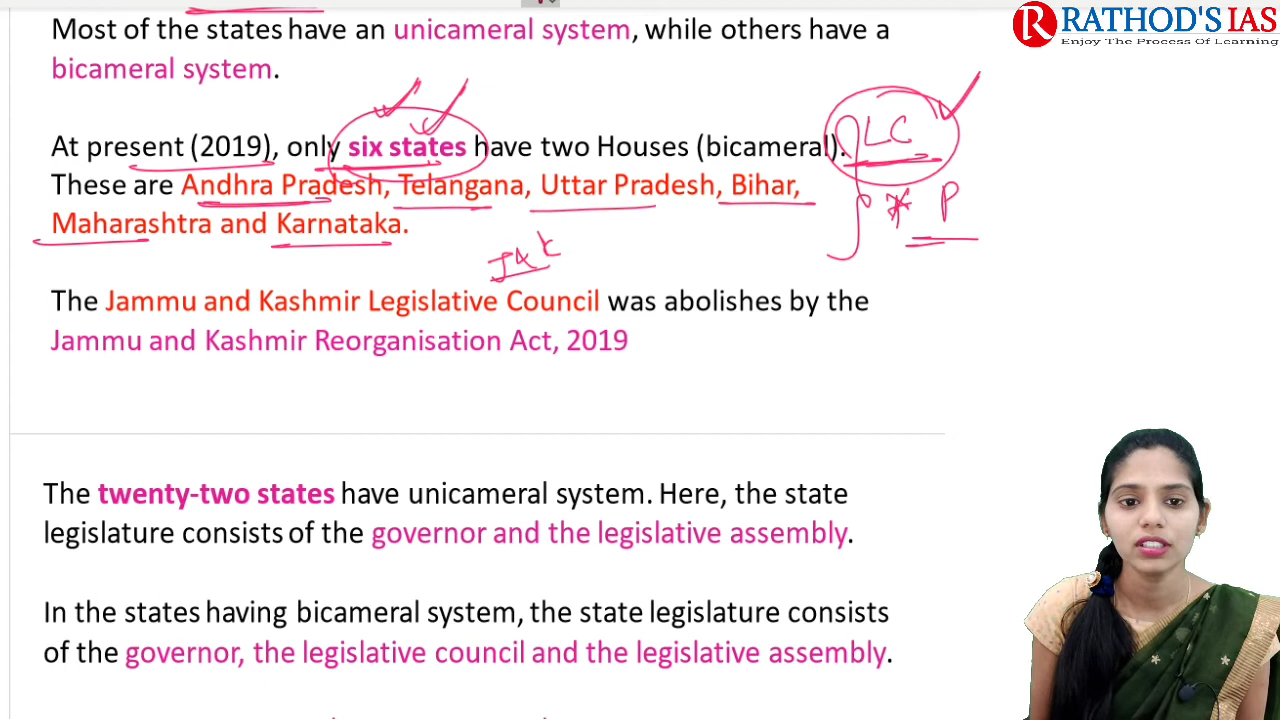 RATHOD'S IAS
Enjoy The Process Of Learning
Most of the states have an unicameral system, while others have a
bicameral system.
At present (2019), only six states have two Houses (bicameral).
LC
These are Andhra Pradesh, Telangana, Uttar Pradesh, Bihar,
P
Maharashtra and Karnataka.
J&K
The Jammu and Kashmir Legislative Council was abolishes by the
Jammu and Kashmir Reorganisation Act, 2019
The twenty-two states have unicameral system. Here, the state
legislature consists of the governor and the legislative assembly.
In the states having bicameral system, the state legislature consists
of the governor, the legislative council and the legislative assembly.